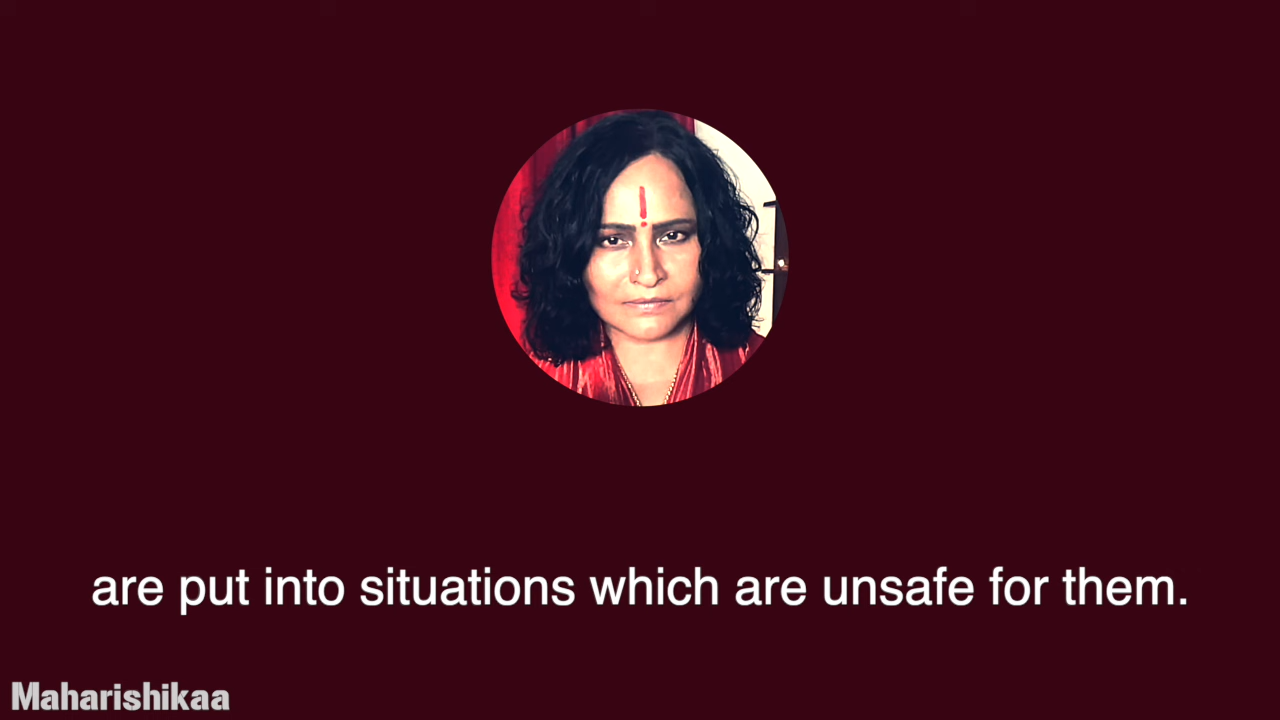 are put into situations which are unsafe for them.
Maharishikaa